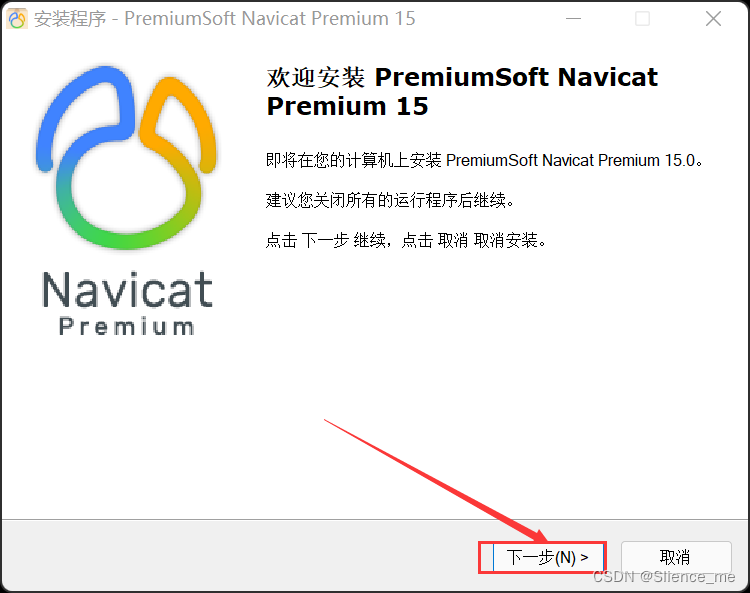 安装程序 - PremiumSoft Navicat Premium 15
欢迎安装 PremiumSoft Navicat
Premium 15
即将在您的计算机上安装 PremiumSoft Navicat Premium 15.0。
建议您关闭所有的运行程序后继续。
点击 下一步 继续，点击 取消 取消安装。
Navicat
Premium
下一步(N) >
取消
CSDN @SIlence_me